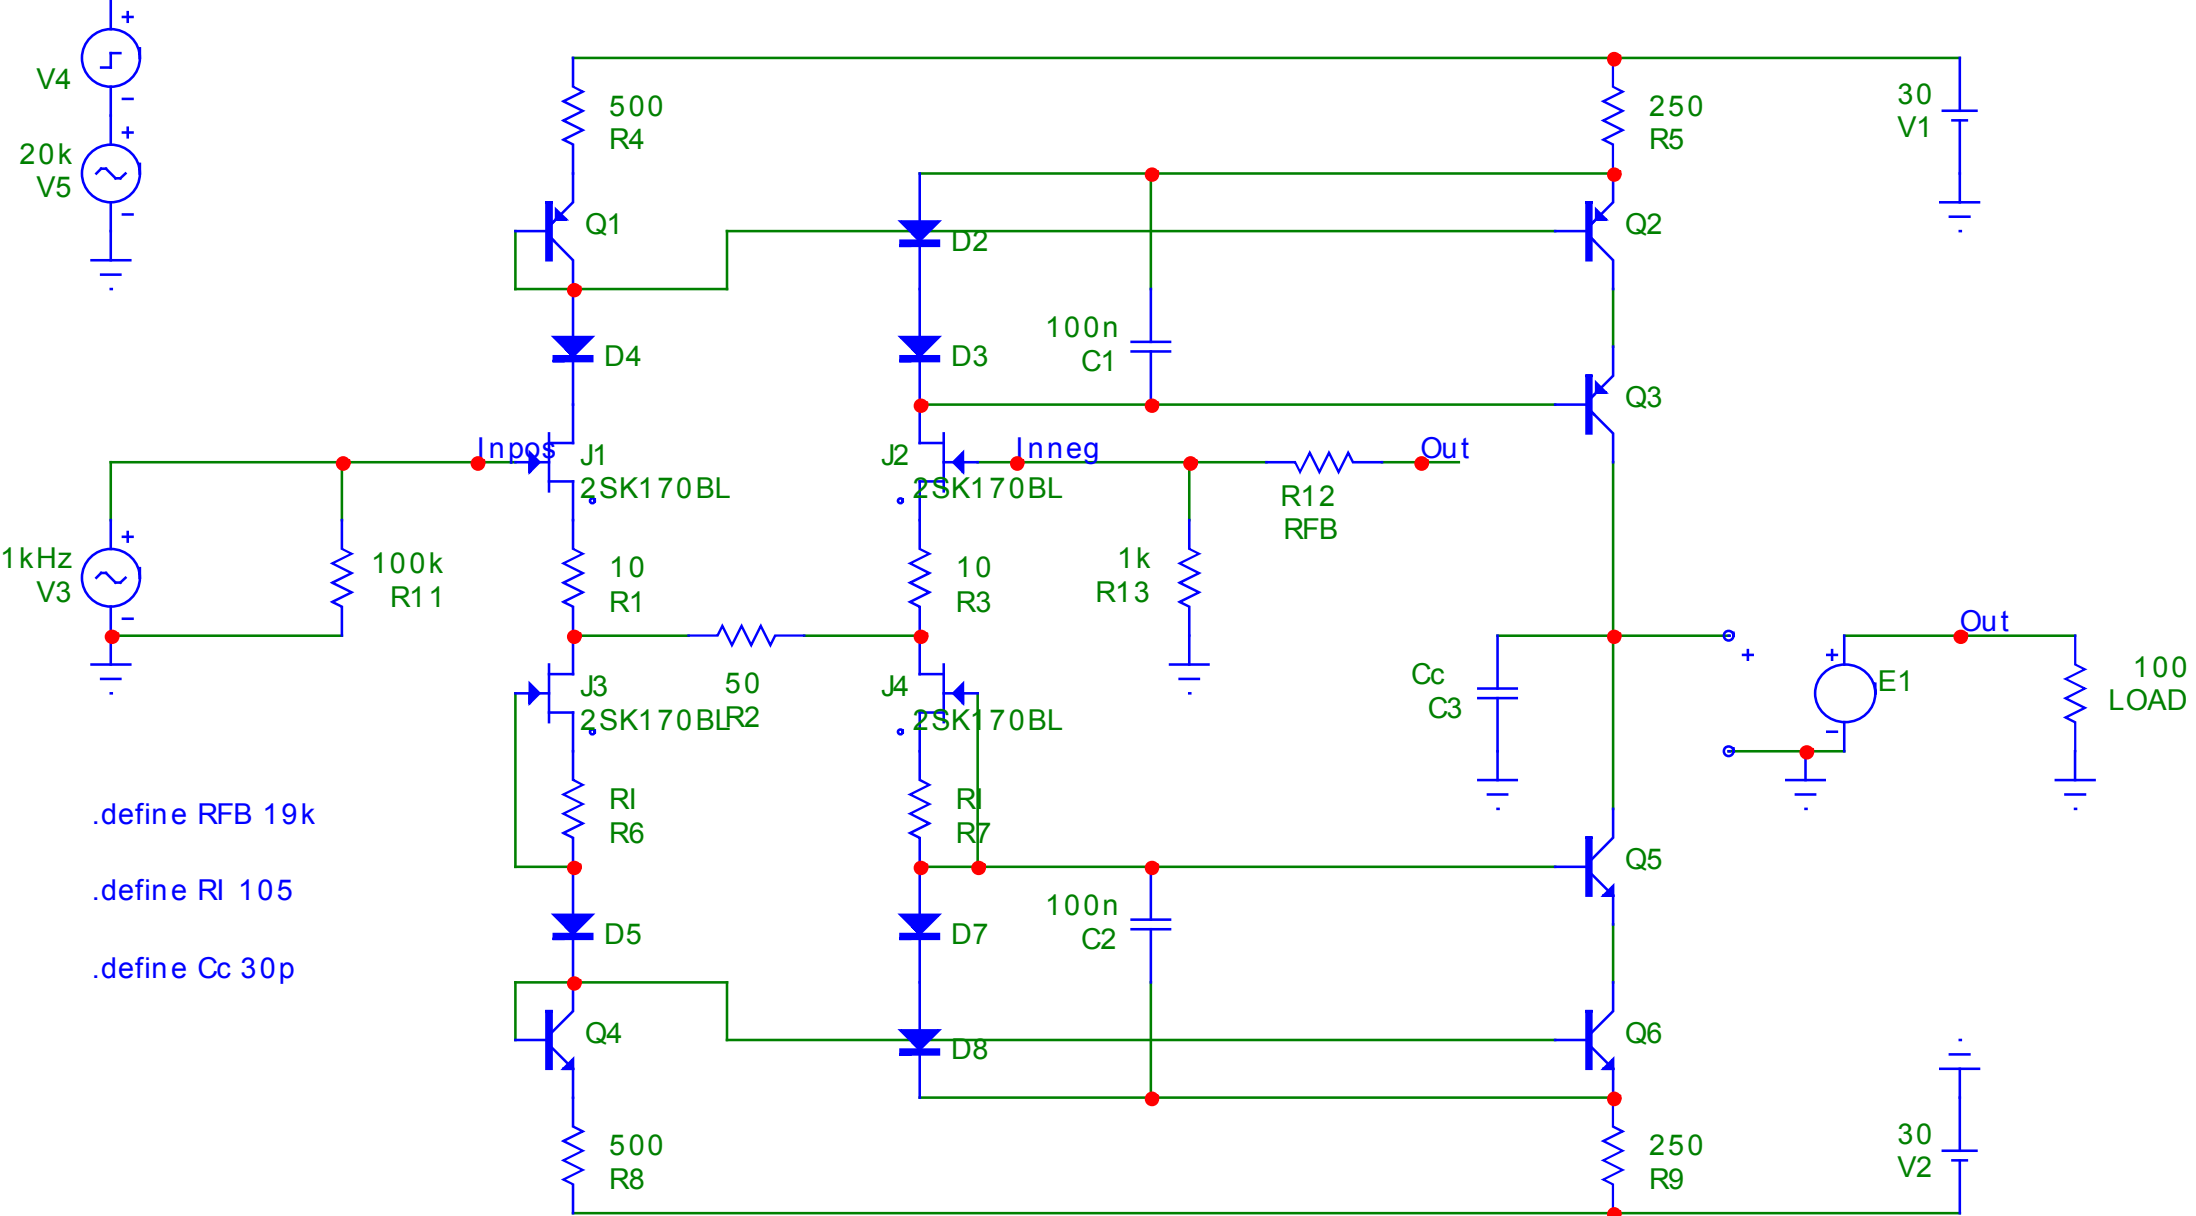 V4
20k
V5
500
R4
Q1
D4
D2
D3
100n
C1
250
R5
Q2
Q3
30
V1
Inpos
J1
2SK170BL
J2
2SK170BL
Inneg
Out
R12
RFB
1kHz
V3
100k
R11
10
R1
10
R3
1k
R13
50
R2
J3
2SK170BL
J4
2SK170BL
Cc
C3
Out
E1
100
LOAD
.define RFB 19k
.define RI 105
.define Cc 30p
RI
R6
RI
R7
Q5
D5
D7
100n
C2
Q4
D8
Q6
500
R8
250
R9
30
V2